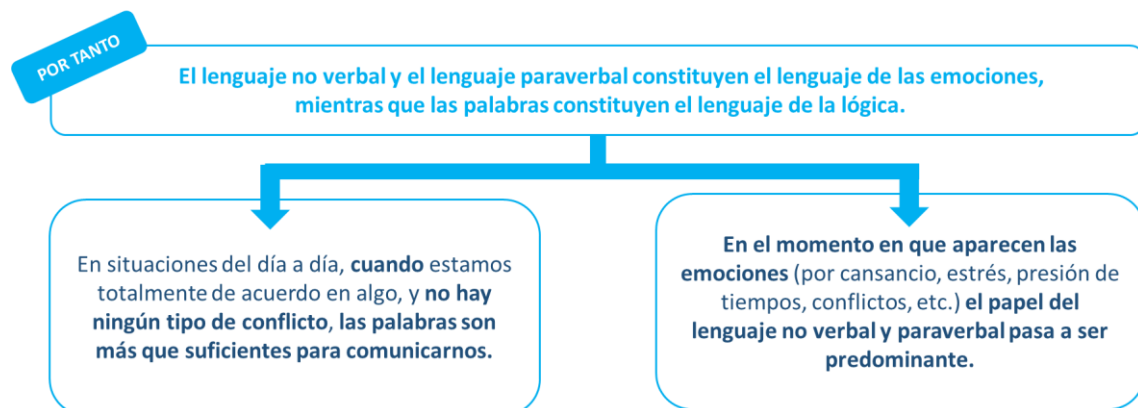 POR TANTO
El lenguaje no verbal y el lenguaje paraverbal constituyen el lenguaje de las emociones,
mientras que las palabras constituyen el lenguaje de la lógica.
En situaciones del día a día, cuando estamos
totalmente de acuerdo en algo, y no hay
ningún tipo de conflicto, las palabras son
más que suficientes para comunicarnos.
En el momento en que aparecen las
emociones (por cansancio, estrés, presión de
tiempos, conflictos, etc.) el papel del
lenguaje no verbal y paraverbal pasa a ser
predominante.